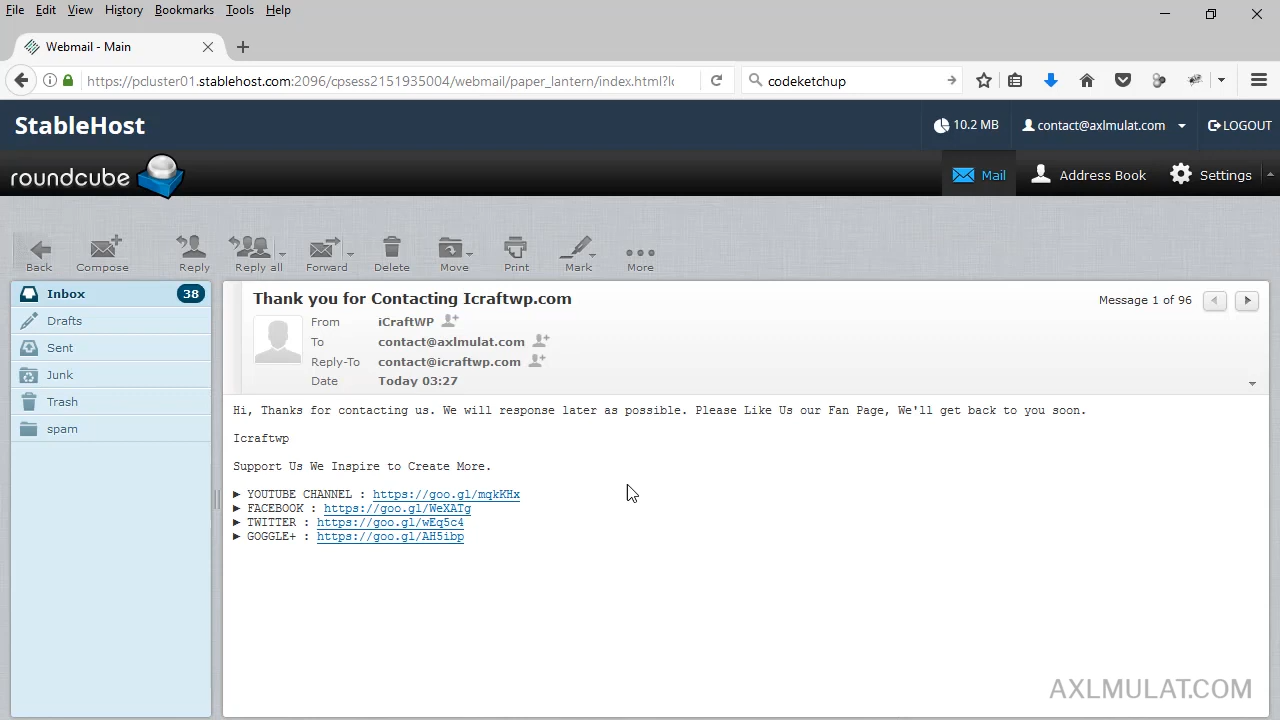 File Edit View History Bookmarks Tools Help
Webmail - Main
https://pcluster01.stablehost.com:2096/cpsess2151935004/webmail/paper_lantern/index.html?lo
codeketchup
StableHost
10.2 MB
contact@axlmulat.com
LOGOUT
roundcube
Mail
Address Book
Settings
Back
Compose
Reply
Reply all
Forward
Delete
Move
Print
Mark
More
Inbox 38
Drafts
Sent
Junk
Trash
spam
Thank you for Contacting Icraftwp.com
Message 1 of 96
From iCraftWP
To contact@axlmulat.com
Reply-To contact@icraftwp.com
Date Today 03:27
Hi, Thanks for contacting us. We will response later as possible. Please Like Us our Fan Page, We'll get back to you soon.
Icraftwp
Support Us We Inspire to Create More.
► YOUTUBE CHANNEL : https://goo.gl/mqkKHx
► FACEBOOK : https://goo.gl/WeXATg
► TWITTER : https://goo.gl/wEq5c4
► GOGGLE+ : https://goo.gl/AH5ibp
AXLMULAT.COM